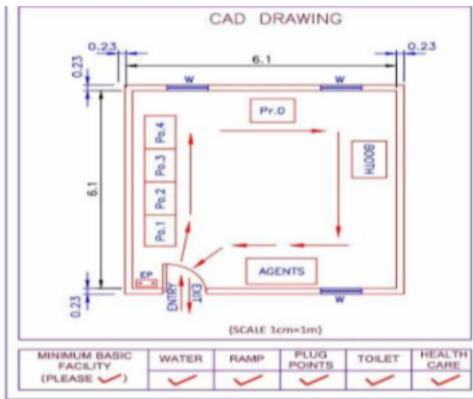 CAD DRAWING
0.23
0.23
6.1
0.23
W
W
Pr.O
Po.4
Po.3
Po.2
Po.1
BOOTH
6.1
EP
AGENTS
ENTRY
EXIT
0.23
W
(SCALE 1cm=1m)
MINIMUM BASIC FACILITY (PLEASE ✓)
WATER
RAMP
PLUG POINTS
TOILET
HEALTH CARE
✓ ✓ ✓ ✓ ✓